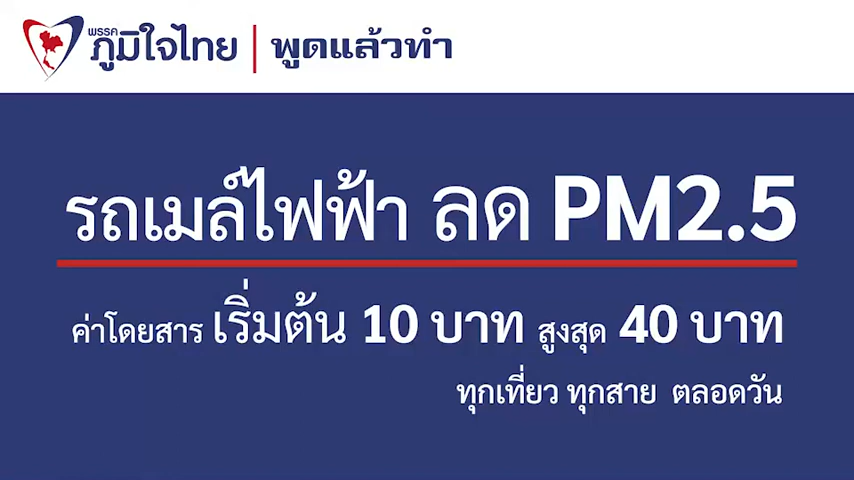 พรรค
ภูมิใจไทย | พูดแล้วทำ
รถเมล์ไฟฟ้า ลด PM2.5
ค่าโดยสาร เริ่มต้น 10 บาท สูงสุด 40 บาท
ทุกเที่ยว ทุกสาย ตลอดวัน